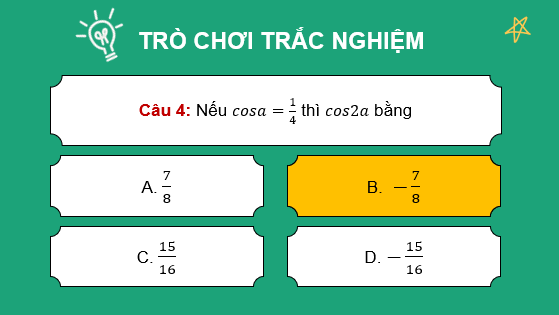 TRÒ CHƠI TRẮC NGHIỆM
Câu 4: Nếu cosa = 1/4 thì cos2a bằng
A. 7/8
B. −7/8
C. 15/16
D. −15/16